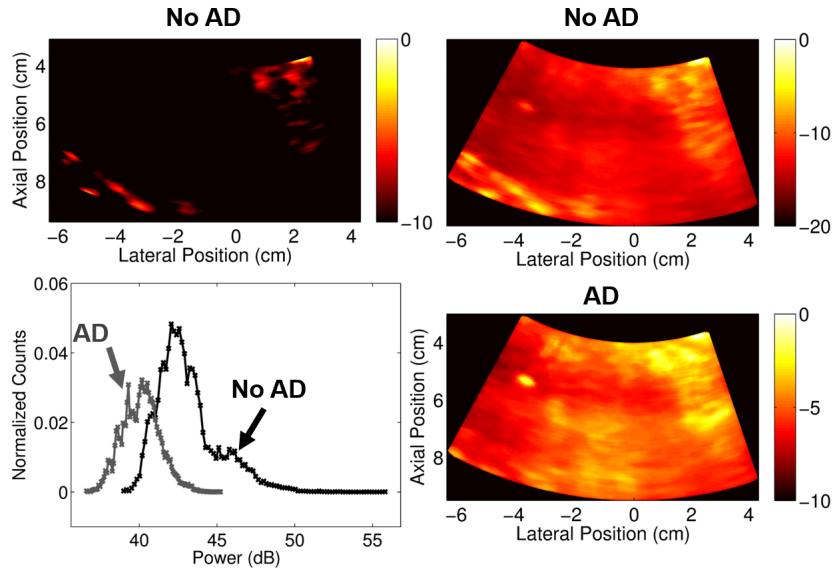 No AD
4
6
8
Axial Position (cm)
−6 −4 −2 0 2 4
Lateral Position (cm)
0
−10
No AD
−6 −4 −2 0 2 4
Lateral Position (cm)
0
−10
−20
0.06
0.04
0.02
0
Normalized Counts
AD
No AD
40 45 50 55
Power (dB)
AD
4
6
8
Axial Position (cm)
−6 −4 −2 0 2 4
Lateral Position (cm)
0
−5
−10